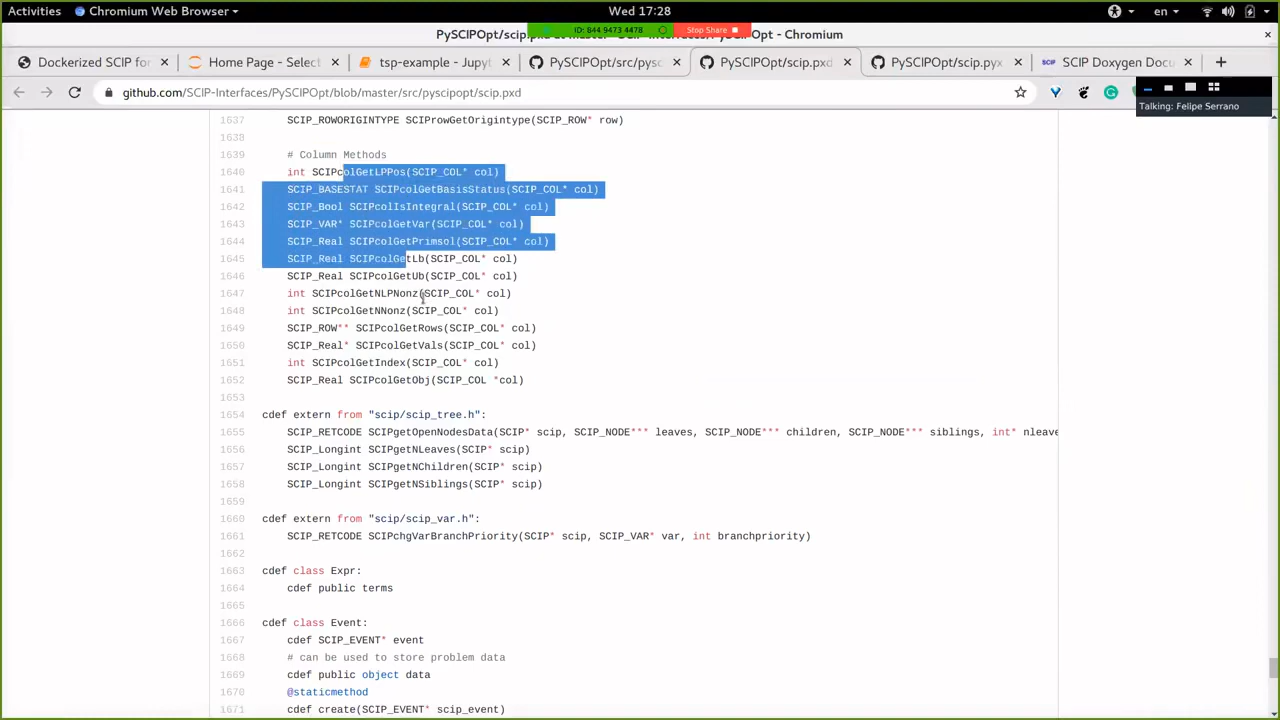 Activities Chromium Web Browser Wed 17:28 en
ID: 844 9473 4478 Stop Share
Opt - Chromium
Dockerized SCIP for Home Page - Select tsp-example - Jupyter PySCIPOpt/src/pysc PySCIPOpt/scip.pxd PySCIPOpt/scip.pyx SCIP SCIP Doxygen Docu
github.com/SCIP-Interfaces/PySCIPOpt/blob/master/src/pyscipopt/scip.pxd
Talking: Felipe Serrano
1637 SCIP_ROWORIGINTYPE SCIProwGetOrigintype(SCIP_ROW* row)
1638
1639 # Column Methods
1640 int SCIPcolGetLPPos(SCIP_COL* col)
1641 SCIP_BASESTAT SCIPcolGetBasisStatus(SCIP_COL* col)
1642 SCIP_Bool SCIPcolIsIntegral(SCIP_COL* col)
1643 SCIP_VAR* SCIPcolGetVar(SCIP_COL* col)
1644 SCIP_Real SCIPcolGetPrimsol(SCIP_COL* col)
1645 SCIP_Real SCIPcolGetLb(SCIP_COL* col)
1646 SCIP_Real SCIPcolGetUb(SCIP_COL* col)
1647 int SCIPcolGetNLPNonz(SCIP_COL* col)
1648 int SCIPcolGetNNonz(SCIP_COL* col)
1649 SCIP_ROW** SCIPcolGetRows(SCIP_COL* col)
1650 SCIP_Real* SCIPcolGetVals(SCIP_COL* col)
1651 int SCIPcolGetIndex(SCIP_COL* col)
1652 SCIP_Real SCIPcolGetObj(SCIP_COL *col)
1653
1654 cdef extern from "scip/scip_tree.h":
1655 SCIP_RETCODE SCIPgetOpenNodesData(SCIP* scip, SCIP_NODE*** leaves, SCIP_NODE*** children, SCIP_NODE*** siblings, int* nleave
1656 SCIP_Longint SCIPgetNLeaves(SCIP* scip)
1657 SCIP_Longint SCIPgetNChildren(SCIP* scip)
1658 SCIP_Longint SCIPgetNSiblings(SCIP* scip)
1659
1660 cdef extern from "scip/scip_var.h":
1661 SCIP_RETCODE SCIPchgVarBranchPriority(SCIP* scip, SCIP_VAR* var, int branchpriority)
1662
1663 cdef class Expr:
1664 cdef public terms
1665
1666 cdef class Event:
1667 cdef SCIP_EVENT* event
1668 # can be used to store problem data
1669 cdef public object data
1670 @staticmethod
1671 cdef create(SCIP_EVENT* scip_event)